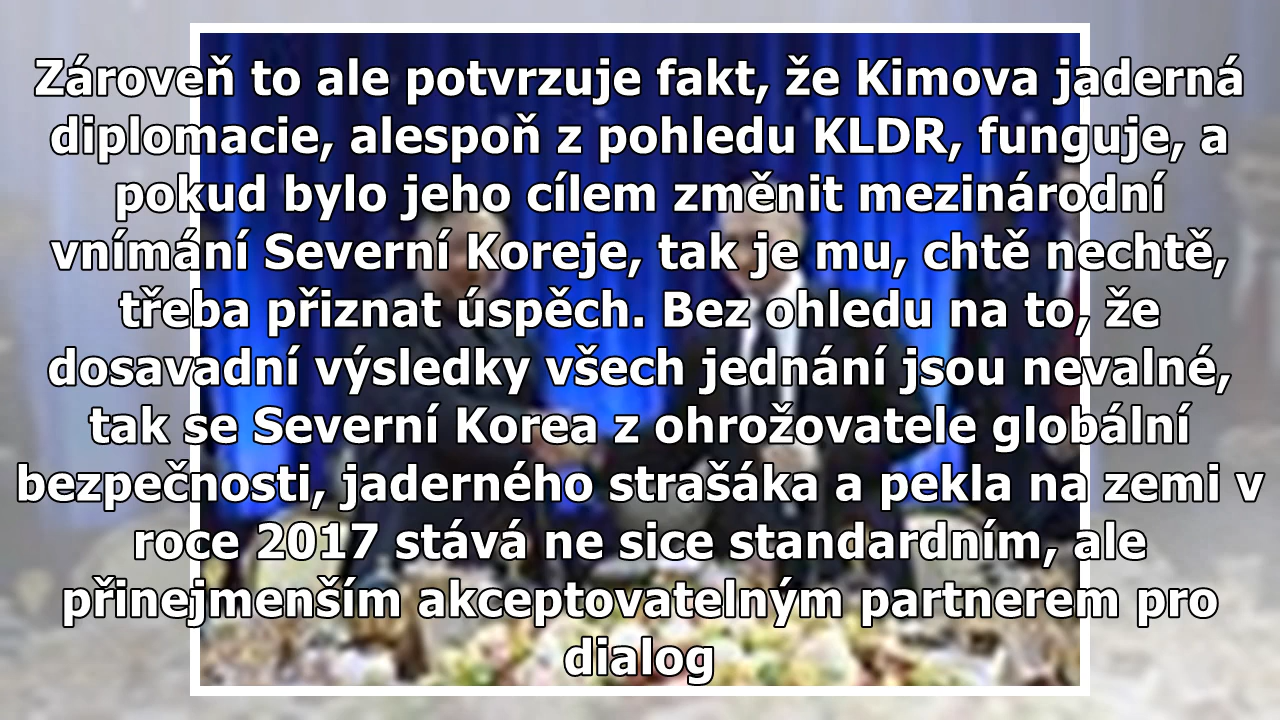 Zároveň to ale potvrzuje fakt, že Kimova jaderná
diplomacie, alespoň z pohledu KLDR, funguje, a
pokud bylo jeho cílem změnit mezinárodní
vnímání Severní Koreje, tak je mu, chtě nechtě,
třeba přiznat úspěch. Bez ohledu na to, že
dosavadní výsledky všech jednání jsou nevalné,
tak se Severní Korea z ohrožovatele globální
bezpečnosti, jaderného strašáka a pekla na zemi v
roce 2017 stává ne sice standardním, ale
přinejmenším akceptovatelným partnerem pro
dialog